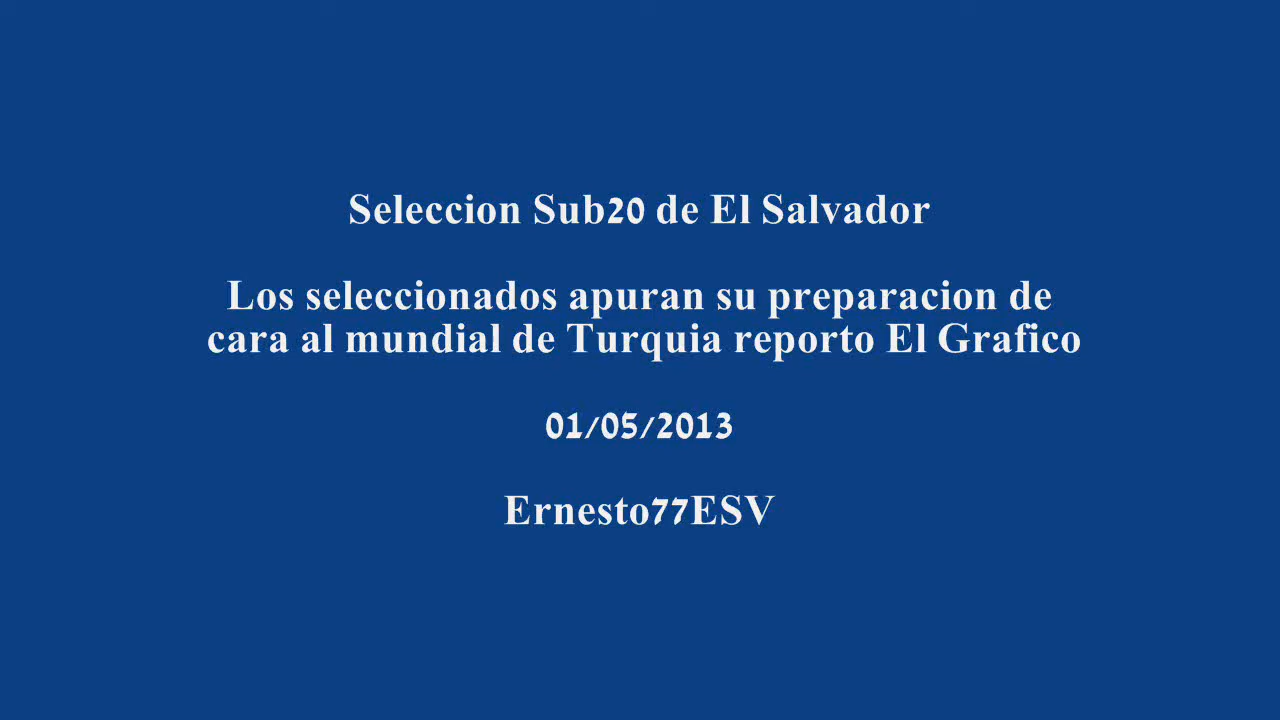 Seleccion Sub20 de El Salvador
Los seleccionados apuran su preparacion de
cara al mundial de Turquia reporto El Grafico
01/05/2013
Ernesto77ESV